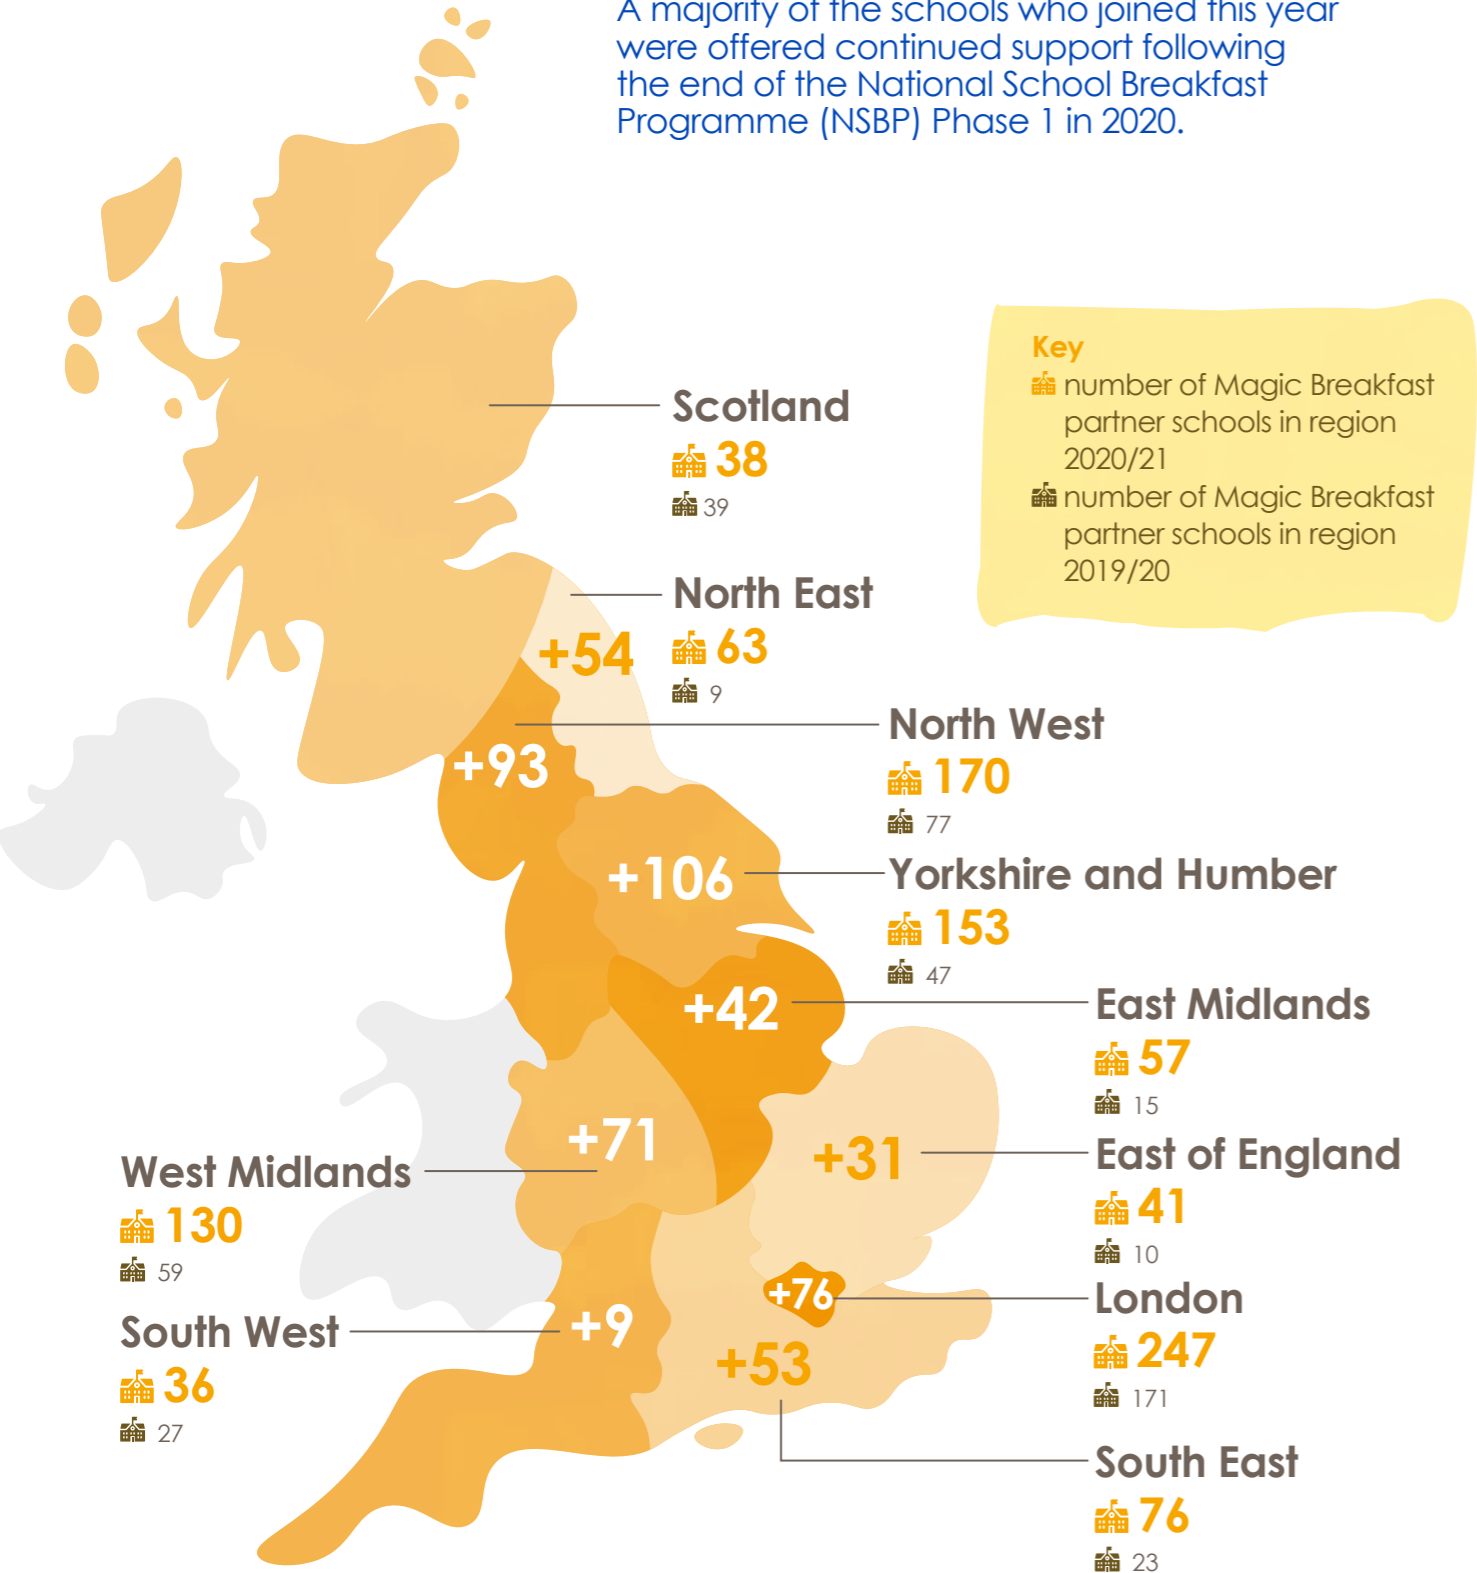 A majority of the schools who joined this year
were offered continued support following
the end of the National School Breakfast
Programme (NSBP) Phase 1 in 2020.
Key
number of Magic Breakfast
partner schools in region
2020/21
number of Magic Breakfast
partner schools in region
2019/20
Scotland
38
39
North East
+54
63
9
North West
+93
170
77
Yorkshire and Humber
+106
153
47
East Midlands
+42
57
15
East of England
+31
41
10
West Midlands
+71
130
59
London
+76
247
171
South West
+9
36
27
South East
+53
76
23